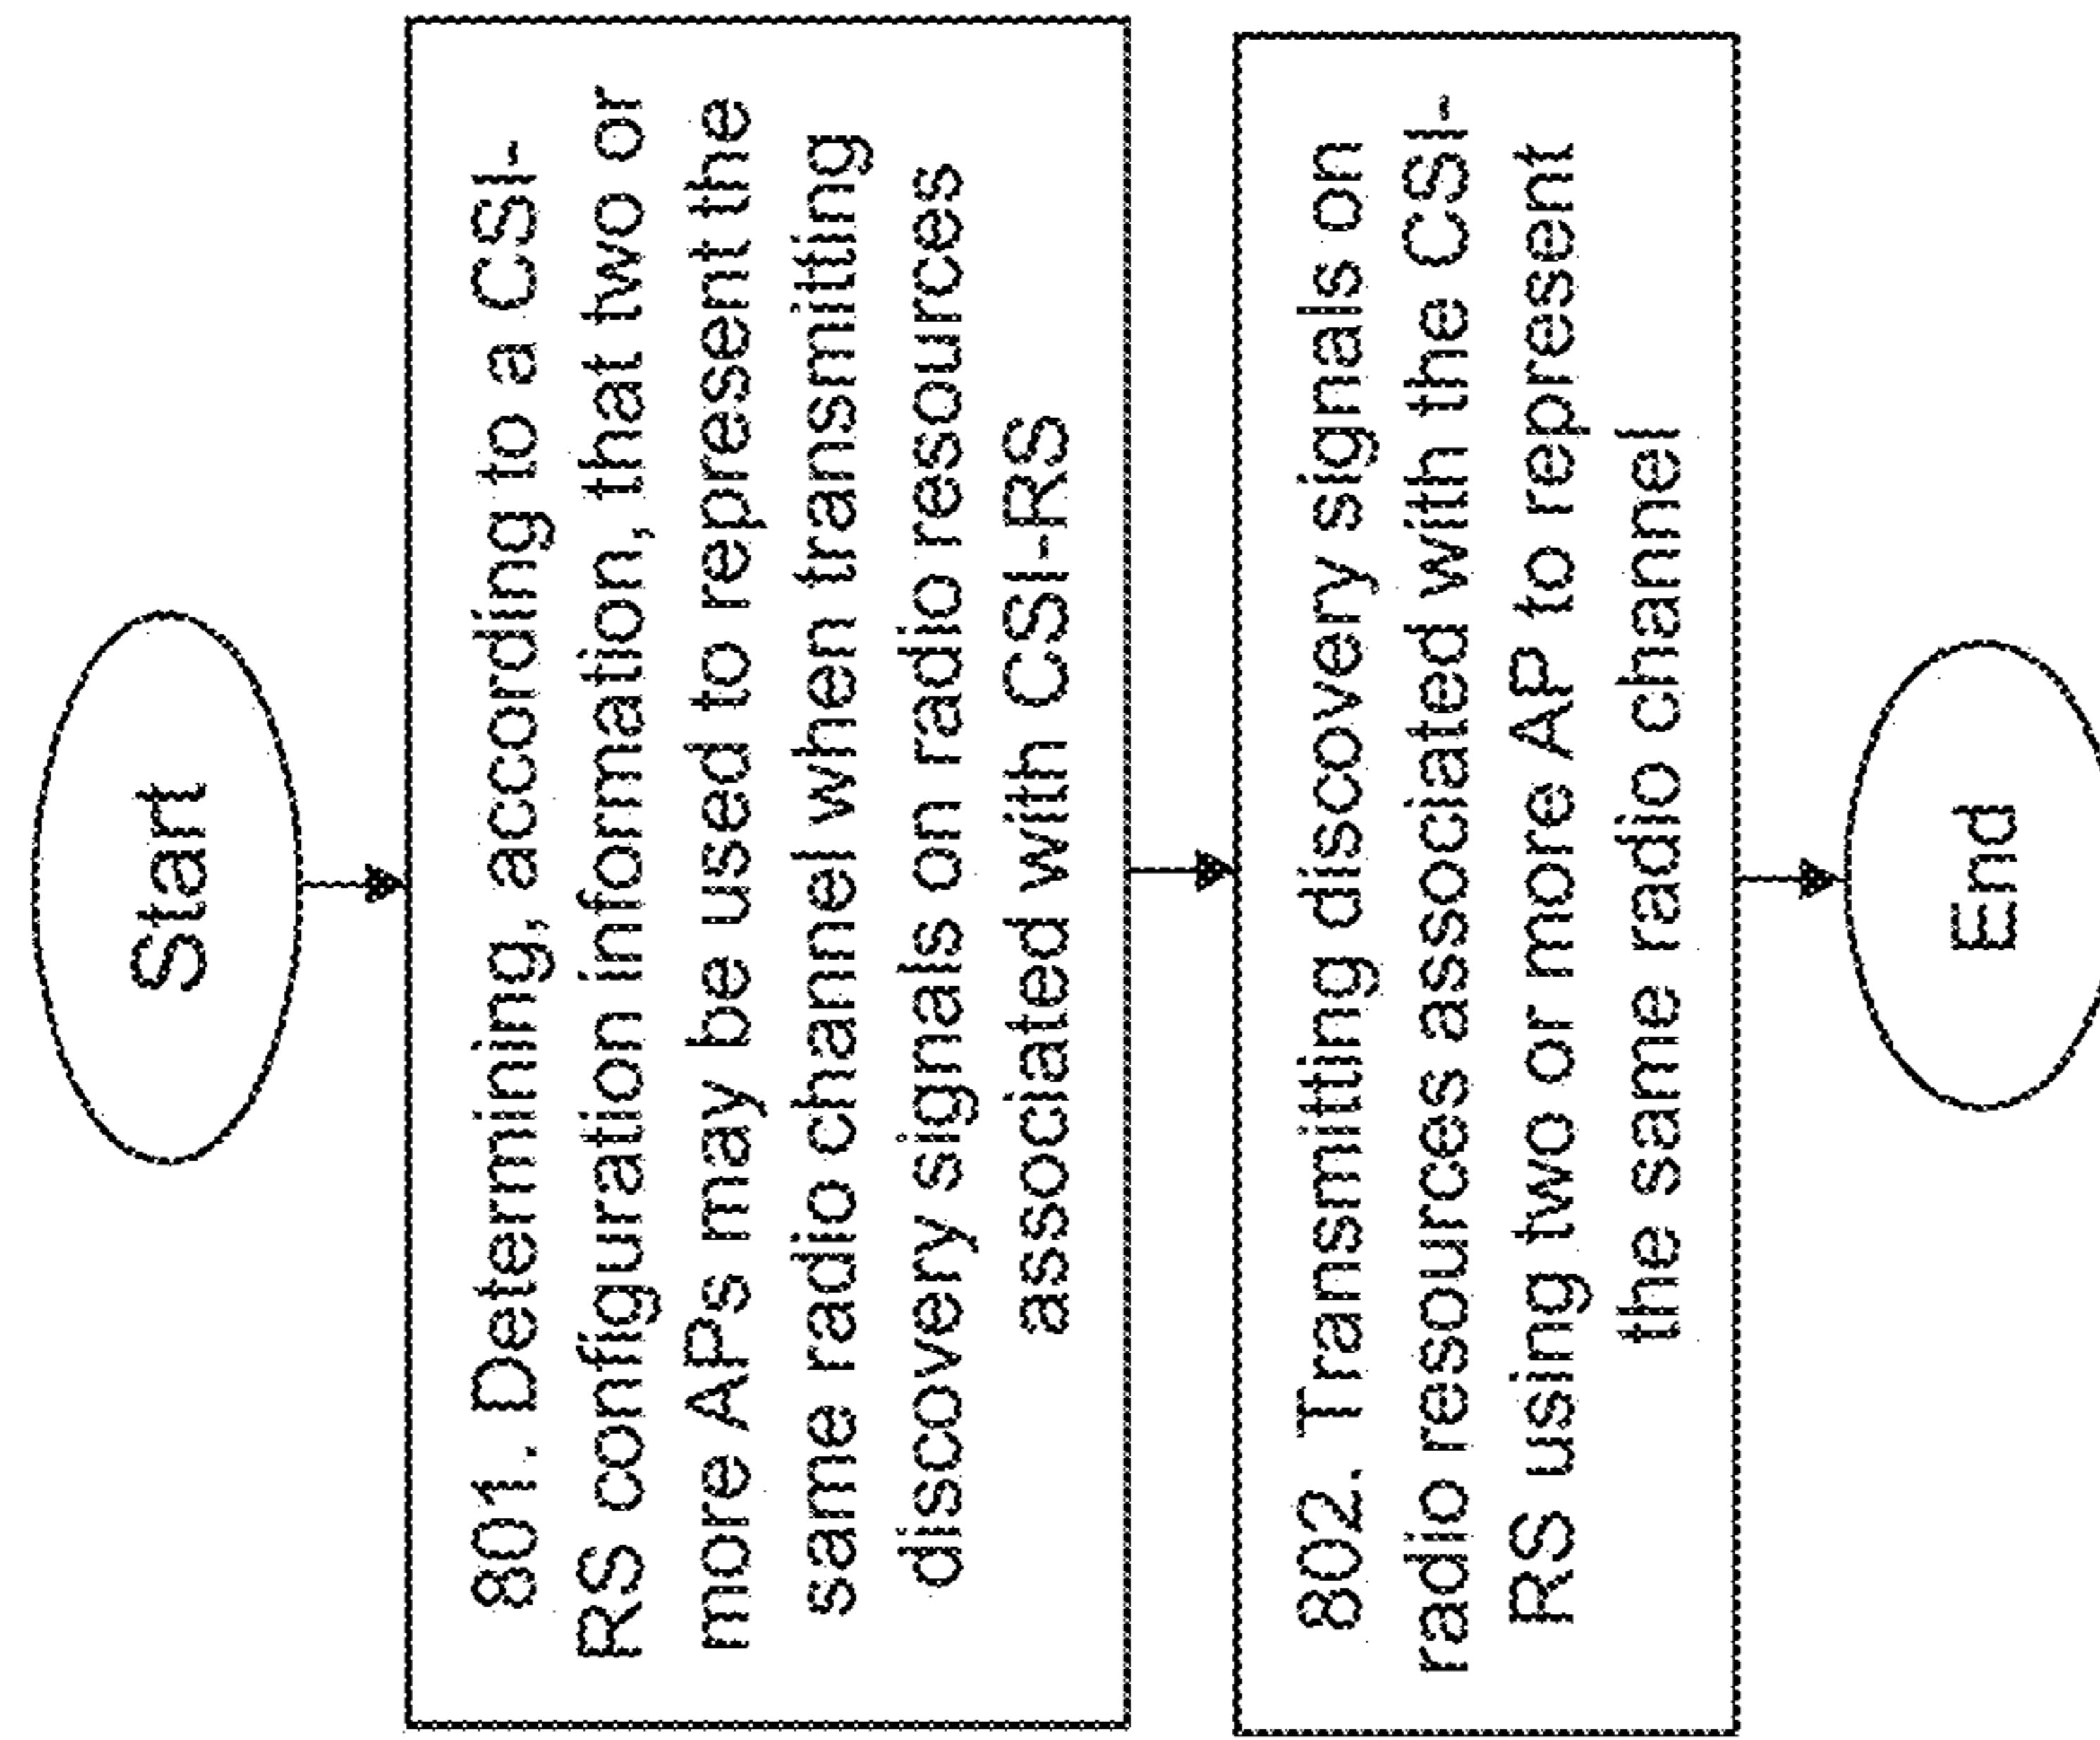 Start
801. Determining, according to a CSI-
RS configuration information, that two or
more APs may be used to represent the
same radio channel when transmitting
discovery signals on radio resources
associated with CSI-RS
802. Transmitting discovery signals on
radio resources associated with the CSI-
RS using two or more AP to represent
the same radio channel
End